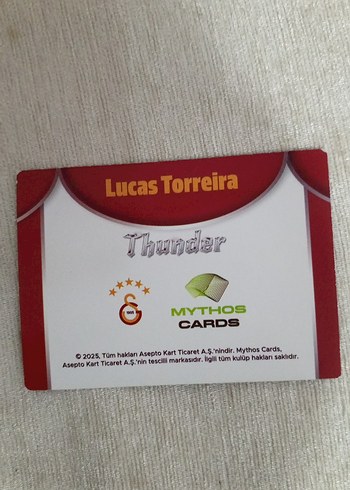 Lucas Torreira
Thunder
1905
MYTHOS
CARDS
© 2025, Tüm hakları Asepto Kart Ticaret A.Ş.'nindir. Mythos Cards,
Asepto Kart Ticaret A.Ş.'nin tescilli markasıdır. İlgili tüm kulüp hakları saklıdır.